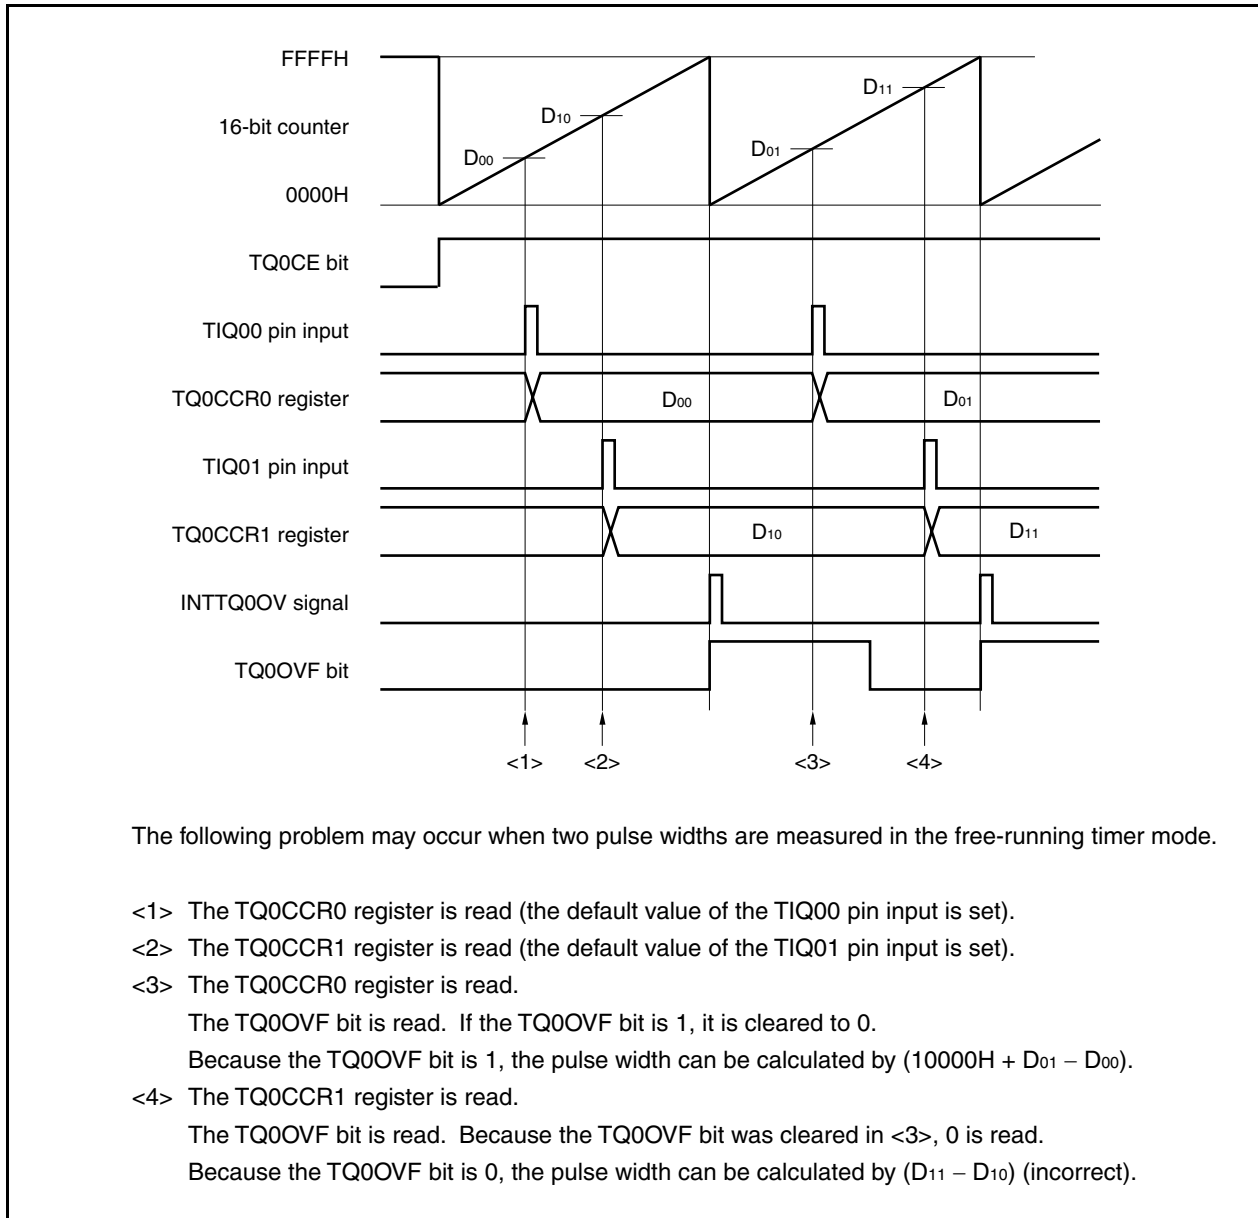 FFFFH
D11
D10
16-bit counter
D01
D00
0000H
TQ0CE bit
TIQ00 pin input
TQ0CCR0 register
D00
D01
TIQ01 pin input
TQ0CCR1 register
D10
D11
INTTQ0OV signal
TQ0OVF bit
<1> <2> <3> <4>
The following problem may occur when two pulse widths are measured in the free-running timer mode.
<1> The TQ0CCR0 register is read (the default value of the TIQ00 pin input is set).
<2> The TQ0CCR1 register is read (the default value of the TIQ01 pin input is set).
<3> The TQ0CCR0 register is read.
The TQ0OVF bit is read. If the TQ0OVF bit is 1, it is cleared to 0.
Because the TQ0OVF bit is 1, the pulse width can be calculated by (10000H + D01 − D00).
<4> The TQ0CCR1 register is read.
The TQ0OVF bit is read. Because the TQ0OVF bit was cleared in <3>, 0 is read.
Because the TQ0OVF bit is 0, the pulse width can be calculated by (D11 − D10) (incorrect).